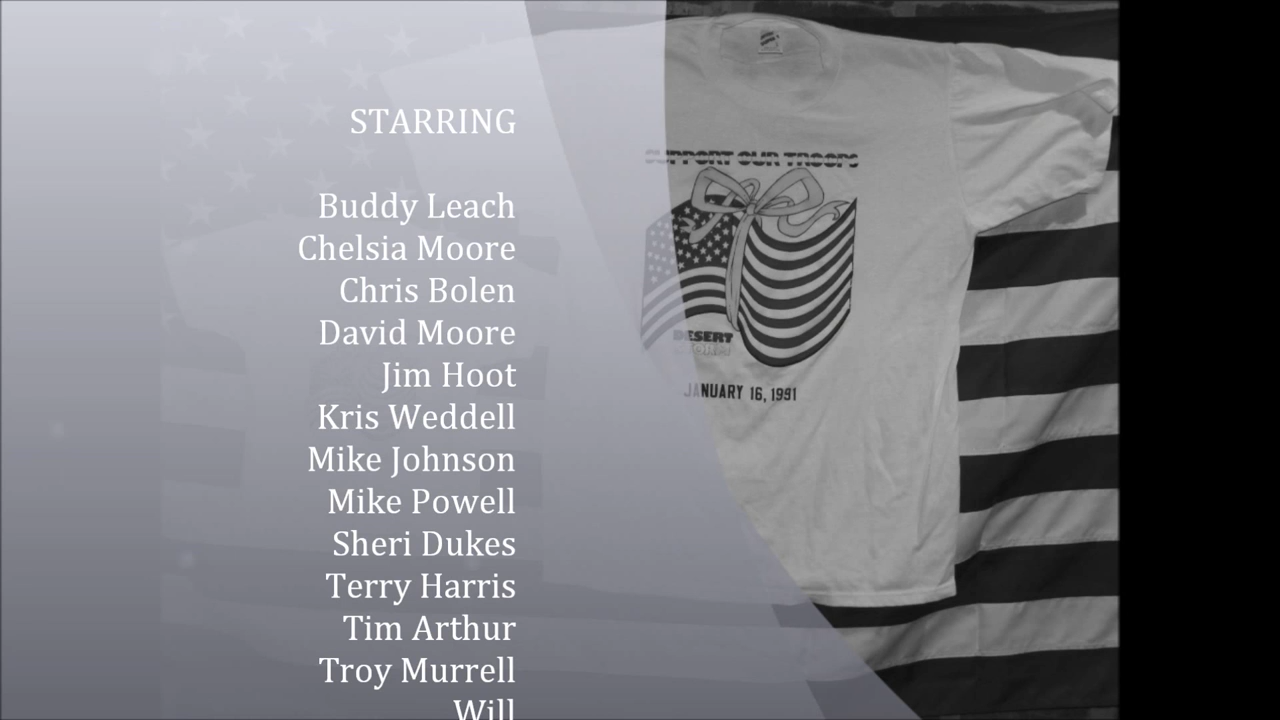 STARRING
Buddy Leach
Chelsia Moore
Chris Bolen
David Moore
Jim Hoot
Kris Weddell
Mike Johnson
Mike Powell
Sheri Dukes
Terry Harris
Tim Arthur
Troy Murrell
Will
SUPPORT OUR TROOPS
DESERT
STORM
JANUARY 16, 1991